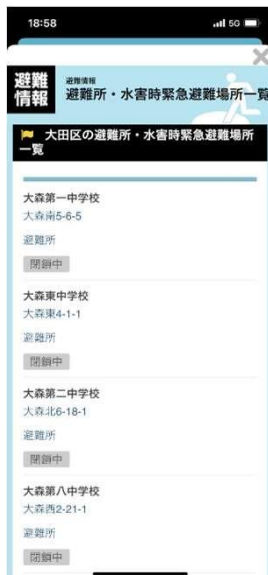 18:58
5G
避難
情報
避難情報
避難所・水害時緊急避難場所一覧
大田区の避難所・水害時緊急避難場所
一覧
大森第一中学校
大森南5-6-5
避難所
閉鎖中
大森東中学校
大森東4-1-1
避難所
閉鎖中
大森第二中学校
大森北6-18-1
避難所
閉鎖中
大森第八中学校
大森西2-21-1
避難所
閉鎖中